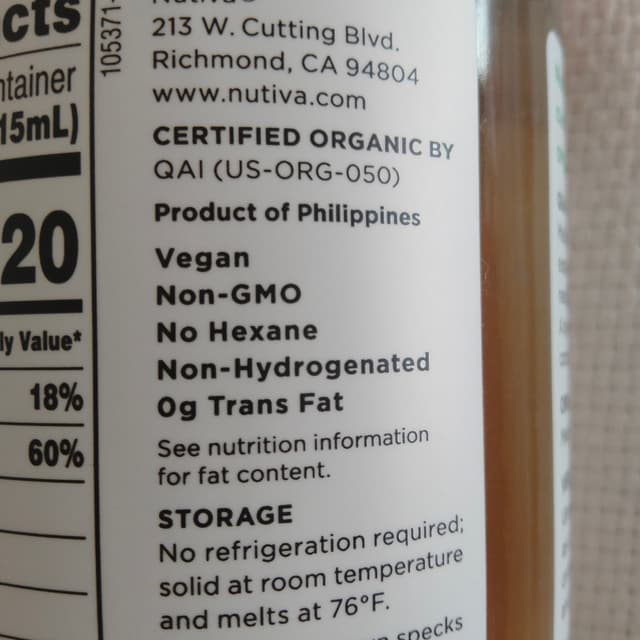 cts
ntainer
15mL)
20
ly Value*
18%
60%
105371-
Nutiva®
213 W. Cutting Blvd.
Richmond, CA 94804
www.nutiva.com
CERTIFIED ORGANIC BY
QAI (US-ORG-050)
Product of Philippines
Vegan
Non-GMO
No Hexane
Non-Hydrogenated
0g Trans Fat
See nutrition information
for fat content.
STORAGE
No refrigeration required;
solid at room temperature
and melts at 76°F.
specks